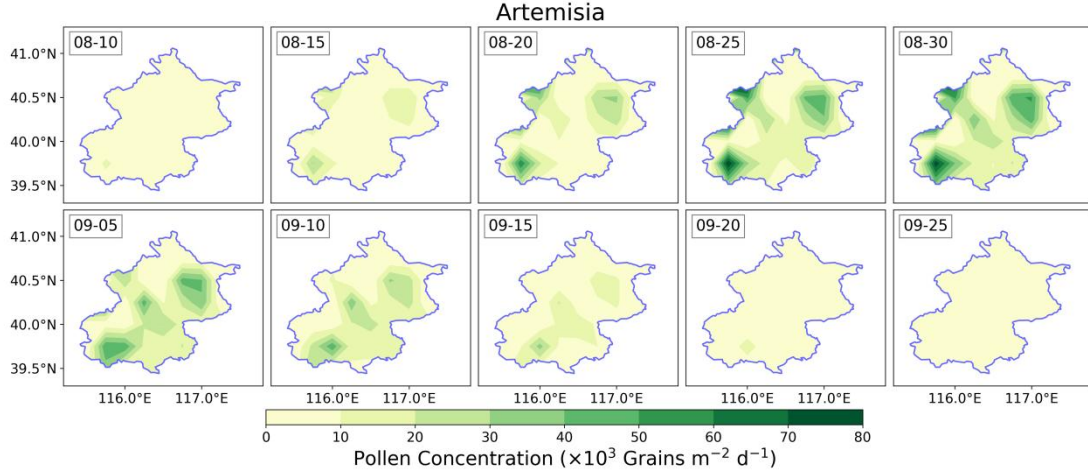 Artemisia
08-10
08-15
08-20
08-25
08-30
41.0°N
40.5°N
40.0°N
39.5°N
09-05
09-10
09-15
09-20
09-25
41.0°N
40.5°N
40.0°N
39.5°N
116.0°E 117.0°E 116.0°E 117.0°E 116.0°E 117.0°E 116.0°E 117.0°E 116.0°E 117.0°E
0 10 20 30 40 50 60 70 80
Pollen Concentration (×10³ Grains m⁻² d⁻¹)